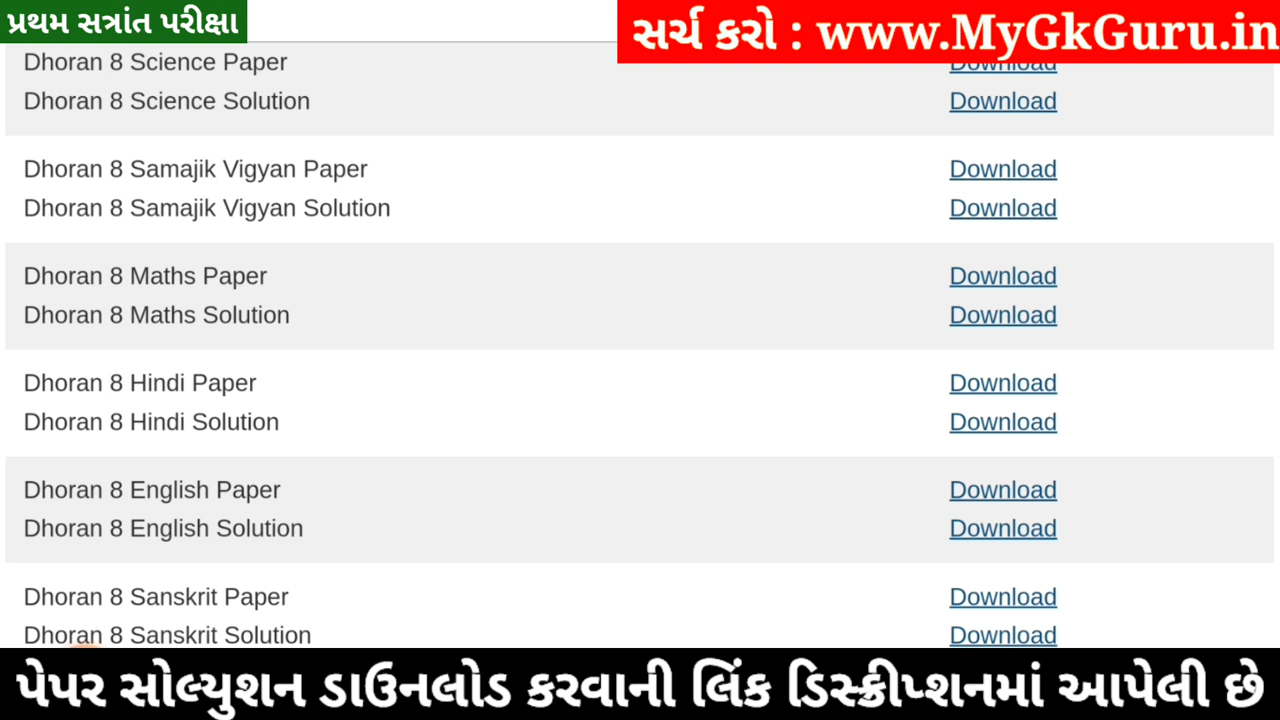 પ્રથમ સત્રાંત પરીક્ષા
સર્ચ કરો : www.MyGkGuru.in
Dhoran 8 Science Paper Download
Dhoran 8 Science Solution Download
Dhoran 8 Samajik Vigyan Paper Download
Dhoran 8 Samajik Vigyan Solution Download
Dhoran 8 Maths Paper Download
Dhoran 8 Maths Solution Download
Dhoran 8 Hindi Paper Download
Dhoran 8 Hindi Solution Download
Dhoran 8 English Paper Download
Dhoran 8 English Solution Download
Dhoran 8 Sanskrit Paper Download
Dhoran 8 Sanskrit Solution Download
પેપર સોલ્યુશન ડાઉનલોડ કરવાની લિંક ડિસ્ક્રીપ્શનમાં આપેલી છે